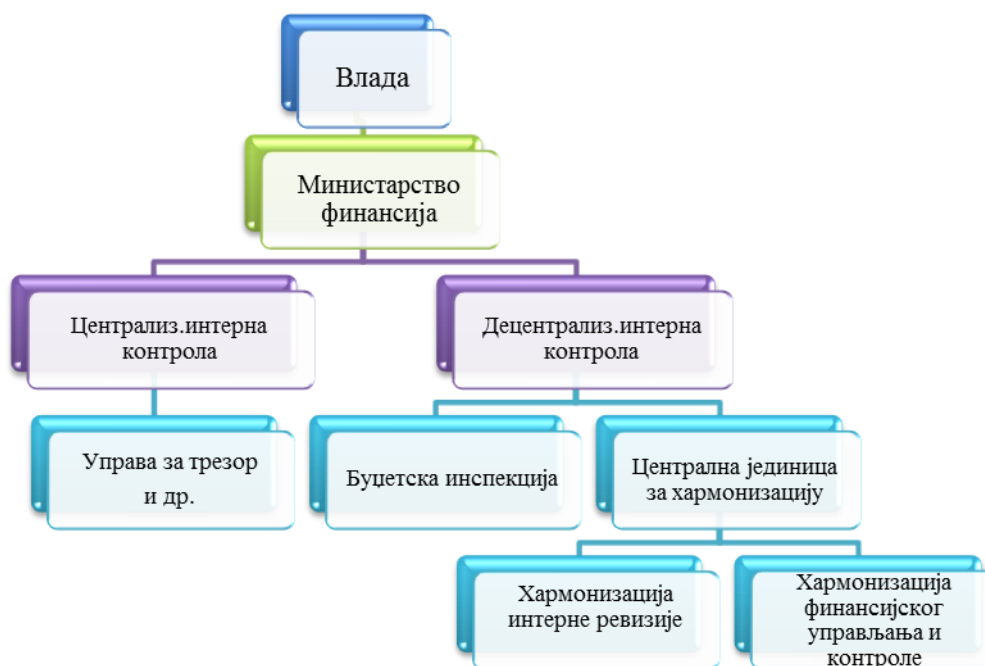 Влада
Министарство
финансија
Централиз.интерна
контрола
Децентрализ.интерна
контрола
Управа за трезор
и др.
Буџетска инспекција
Централна јединица
за хармонизацију
Хармонизација
интерне ревизије
Хармонизација
финансијског
управљања и
контроле